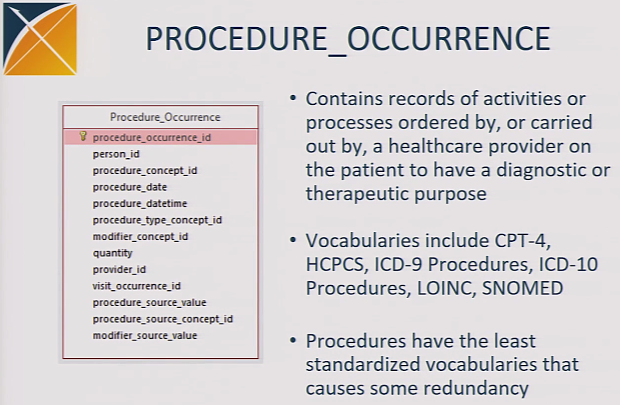 PROCEDURE_OCCURRENCE
Procedure_Occurrence
procedure_occurrence_id
person_id
procedure_concept_id
procedure_date
procedure_datetime
procedure_type_concept_id
modifier_concept_id
quantity
provider_id
visit_occurrence_id
procedure_source_value
procedure_source_concept_id
modifier_source_value
• Contains records of activities or
processes ordered by, or carried
out by, a healthcare provider on
the patient to have a diagnostic or
therapeutic purpose
• Vocabularies include CPT-4,
HCPCS, ICD-9 Procedures, ICD-10
Procedures, LOINC, SNOMED
• Procedures have the least
standardized vocabularies that
causes some redundancy